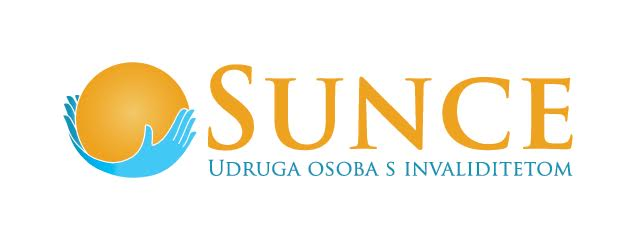 SUNCE
UDRUGA OSOBA S INVALIDITETOM